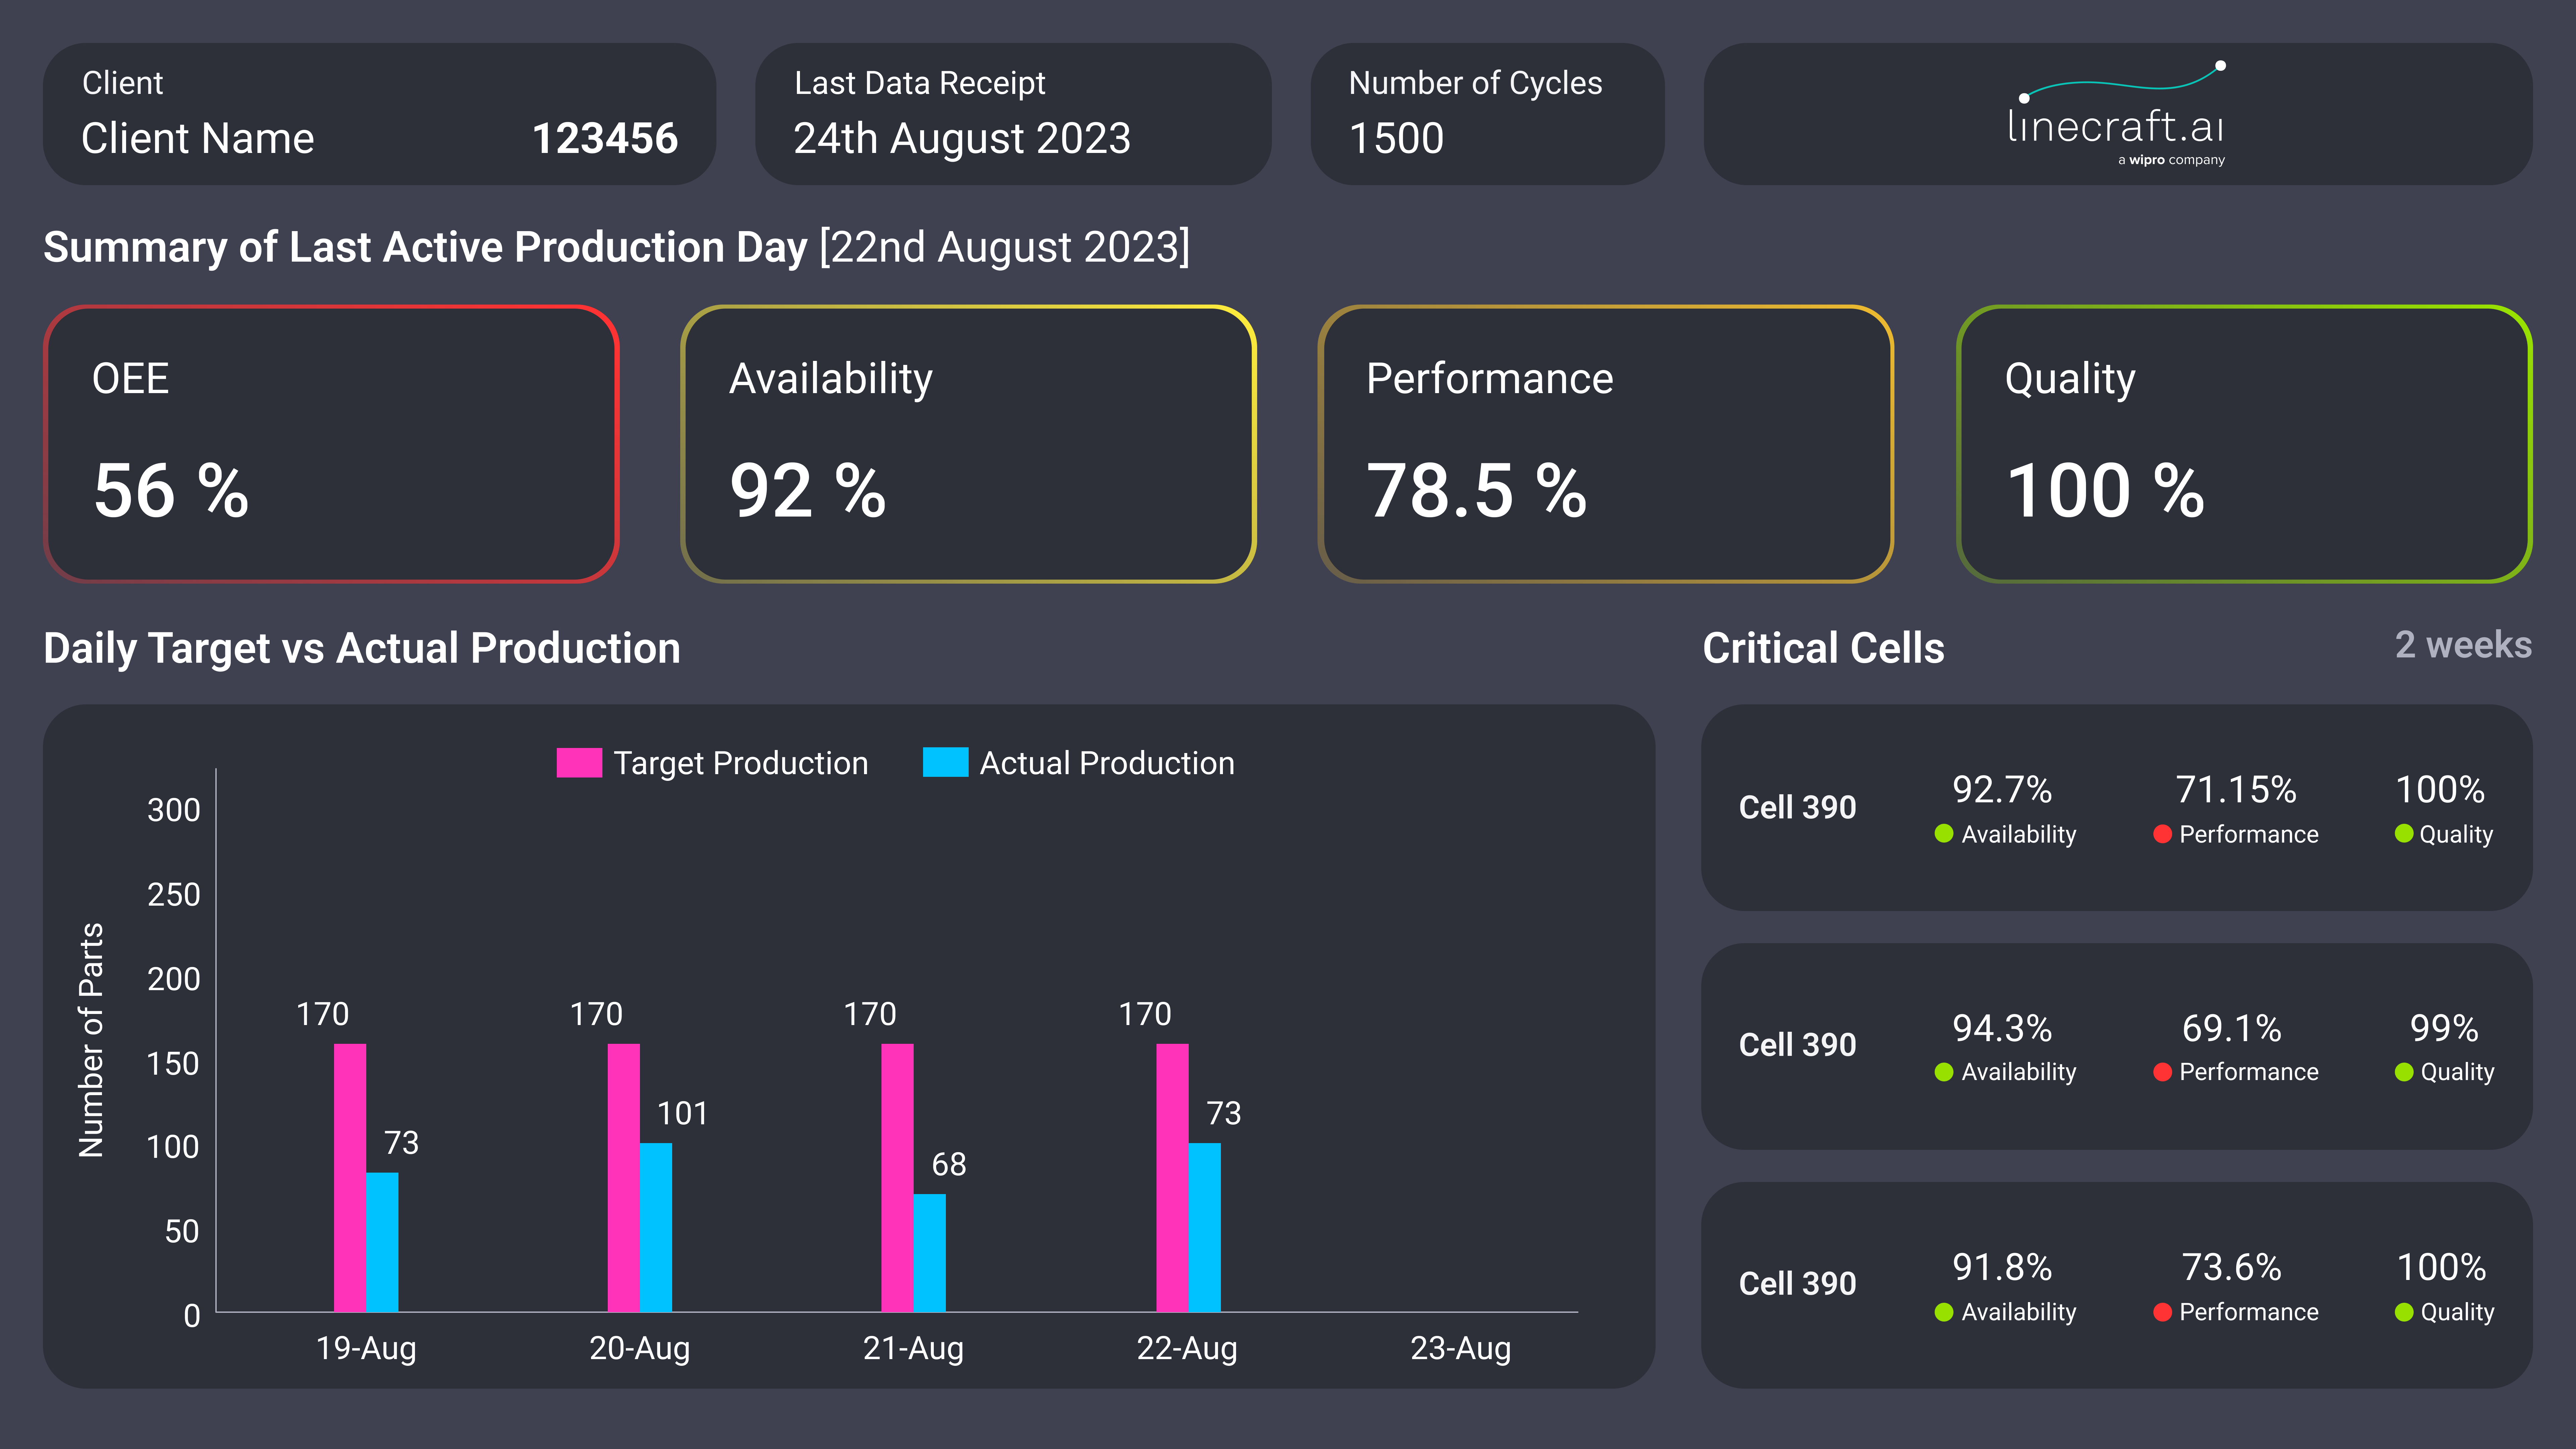 Client
Client Name 123456
Last Data Receipt
24th August 2023
Number of Cycles
1500
linecraft.ai
a wipro company
Summary of Last Active Production Day [22nd August 2023]
OEE
56 %
Availability
92 %
Performance
78.5 %
Quality
100 %
Daily Target vs Actual Production
Target Production Actual Production
Number of Parts
300
250
200
150
100
50
0
170 73
170 101
170 68
170 73
19-Aug 20-Aug 21-Aug 22-Aug 23-Aug
Critical Cells 2 weeks
Cell 390
92.7% 71.15% 100%
Availability Performance Quality
Cell 390
94.3% 69.1% 99%
Availability Performance Quality
Cell 390
91.8% 73.6% 100%
Availability Performance Quality